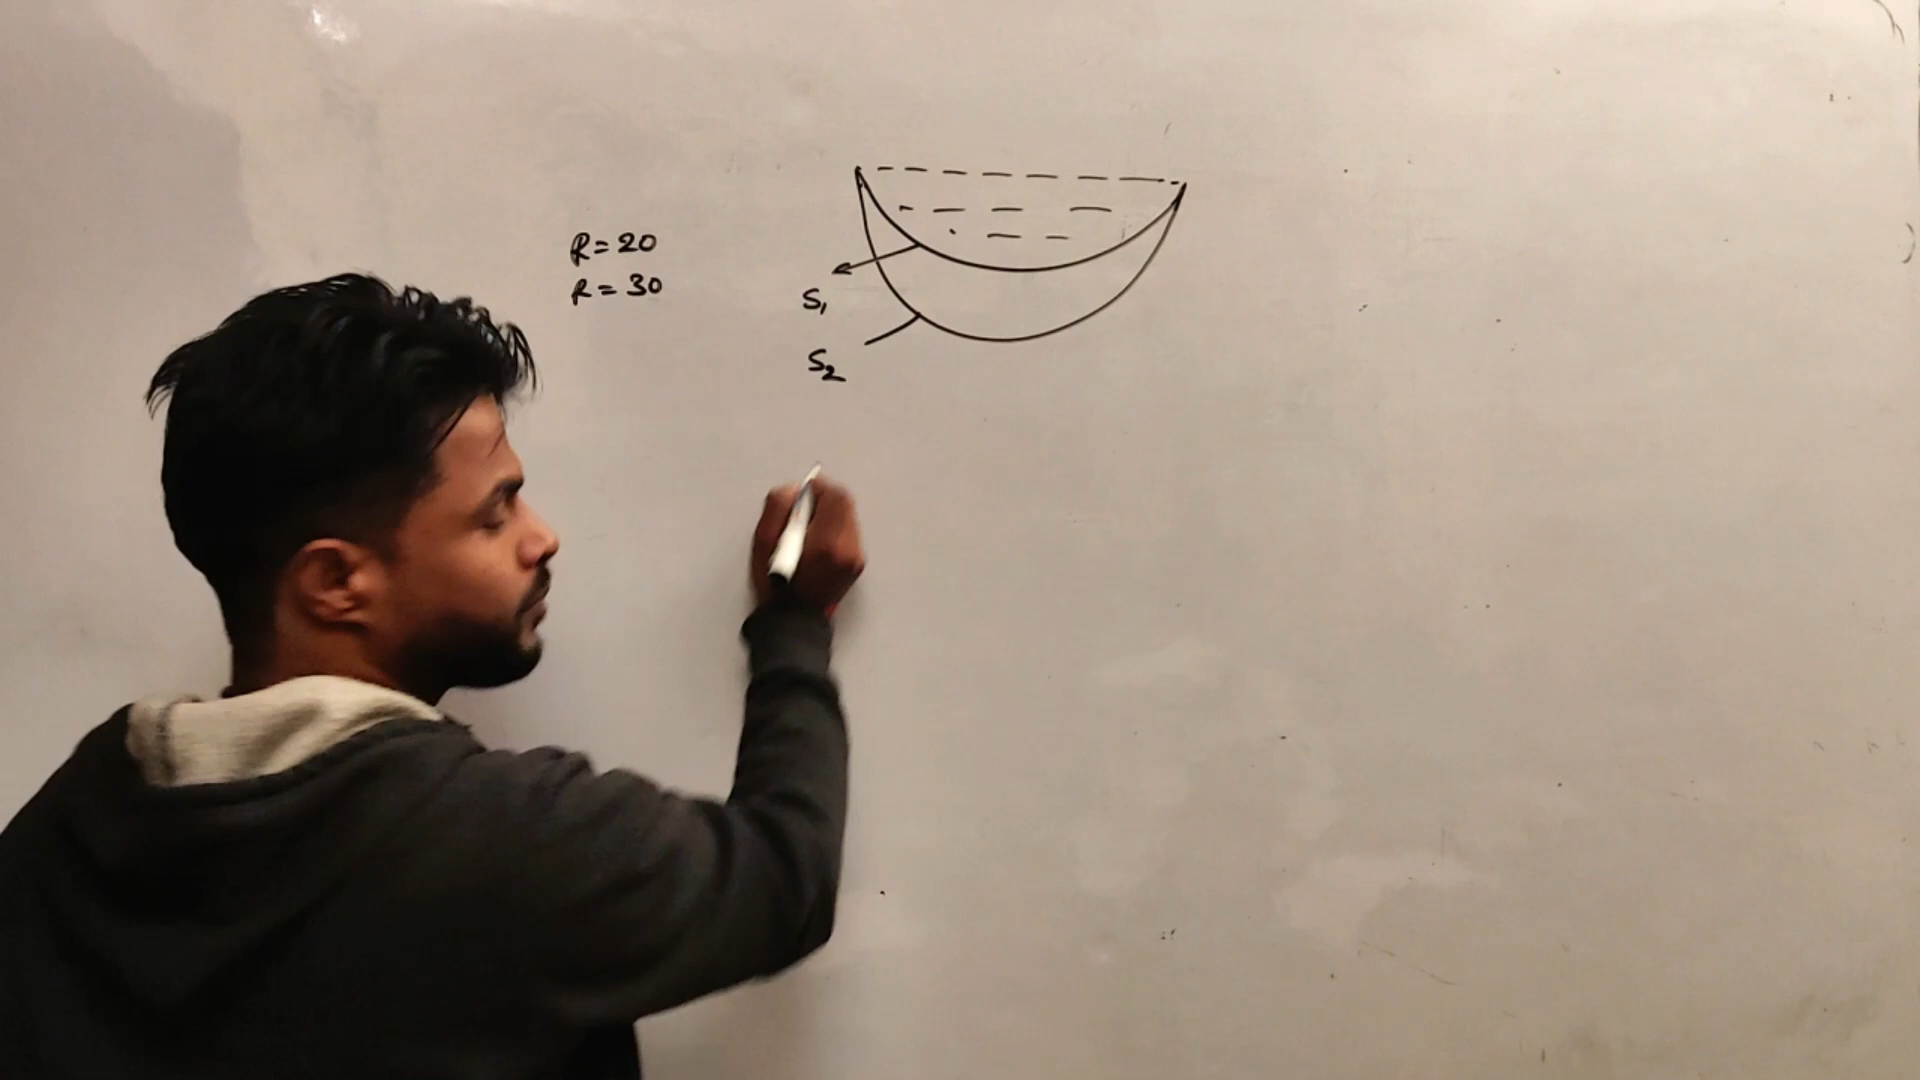 R = 20
R = 30
S₁
S₂